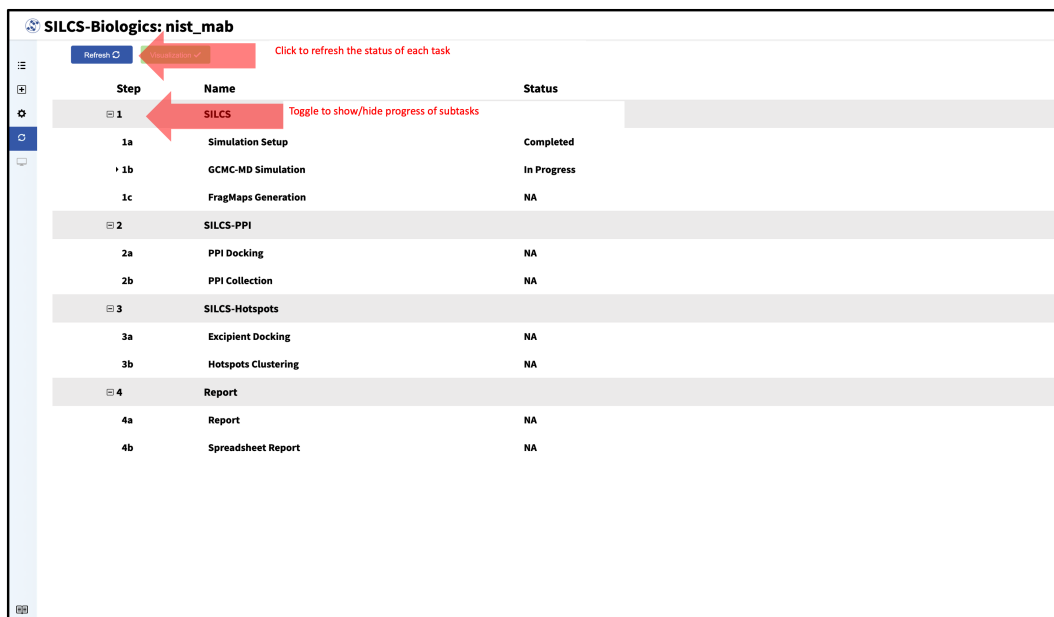 SILCS-Biologics: nist_mab
Refresh Visualization Click to refresh the status of each task
Step Name Status
1 SILCS Toggle to show/hide progress of subtasks
1a Simulation Setup Completed
1b GCMC-MD Simulation In Progress
1c FragMaps Generation NA
2 SILCS-PPI
2a PPI Docking NA
2b PPI Collection NA
3 SILCS-Hotspots
3a Excipient Docking NA
3b Hotspots Clustering NA
4 Report
4a Report NA
4b Spreadsheet Report NA